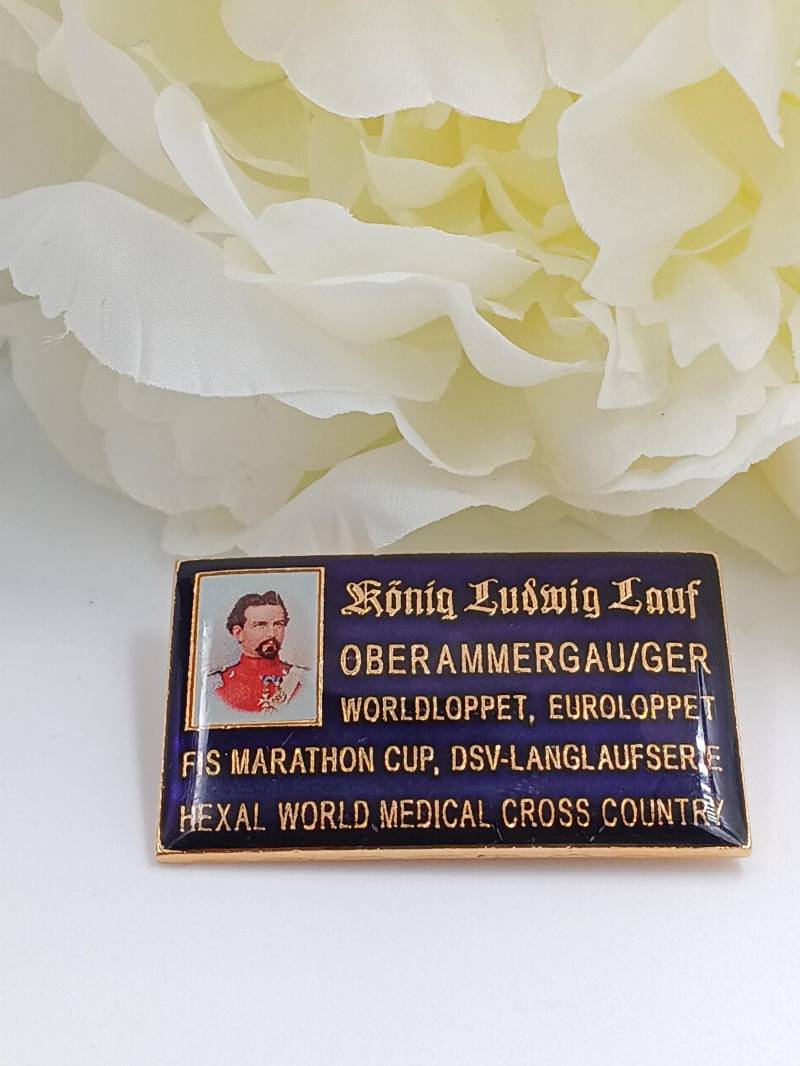 König Ludwig Lauf
OBERAMMERGAU/GER
WORLDLOPPET, EUROLOPPET
FIS MARATHON CUP, DSV-LANGLAUFSERIE
HEXAL WORLD MEDICAL CROSS COUNTRY